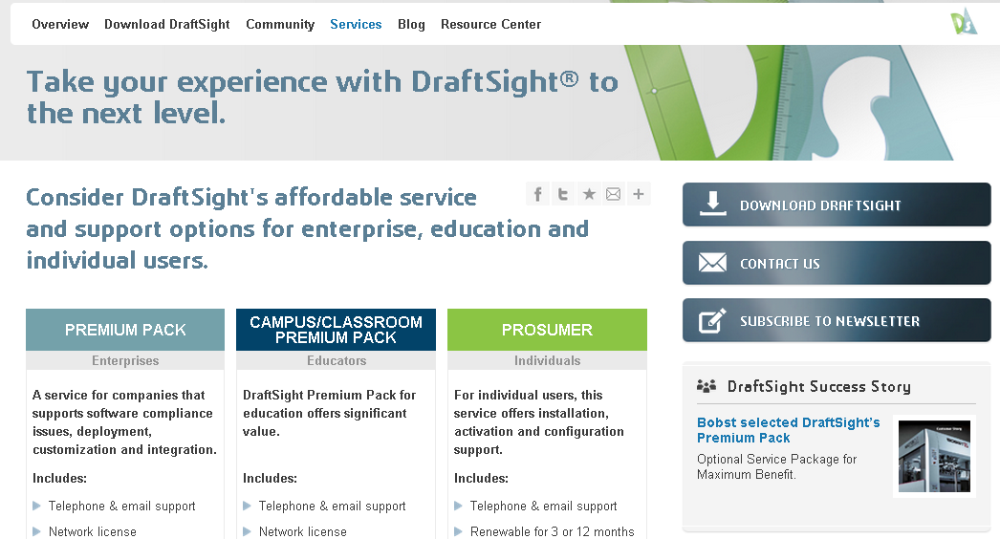 Overview Download DraftSight Community Services Blog Resource Center
DS
Take your experience with DraftSight® to
the next level.
DS
Consider DraftSight's affordable service
and support options for enterprise, education and
individual users.
PREMIUM PACK
Enterprises
A service for companies that
supports software compliance
issues, deployment,
customization and integration.
Includes:
Telephone & email support
Network license
CAMPUS/CLASSROOM
PREMIUM PACK
Educators
DraftSight Premium Pack for
education offers significant
value.
Includes:
Telephone & email support
Network license
PROSUMER
Individuals
For individual users, this
service offers installation,
activation and configuration
support.
Includes:
Telephone & email support
Renewable for 3 or 12 months
DOWNLOAD DRAFTSIGHT
CONTACT US
SUBSCRIBE TO NEWSLETTER
DraftSight Success Story
Bobst selected DraftSight's
Premium Pack
Optional Service Package for
Maximum Benefit.